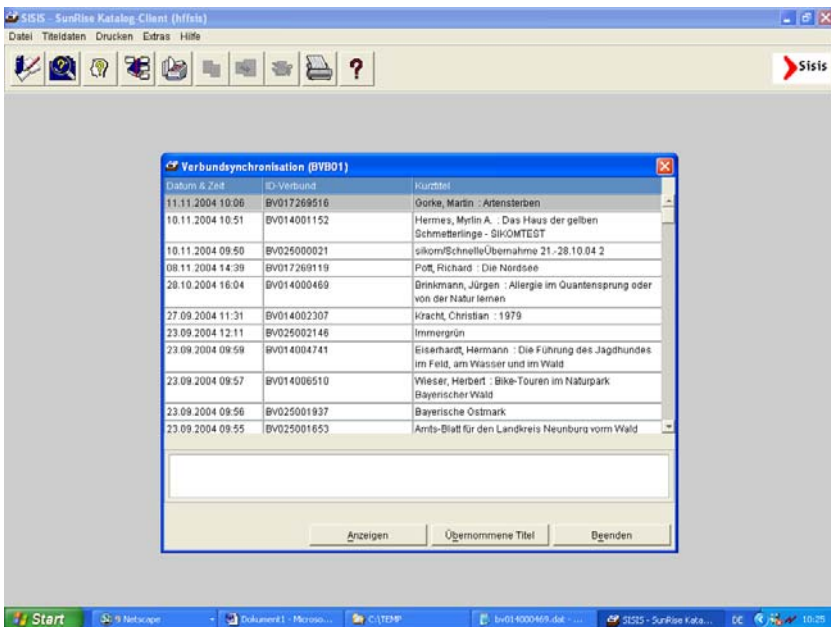 SISIS - SunRise Katalog-Client (hffsis)
Datei Titeldaten Drucken Extras Hilfe
Sisis
Verbundsynchronisation (BVB01)
Datum & Zeit ID-Verbund Kurztitel
11.11.2004 10:06 BV017269516 Gorke, Martin : Artensterben
10.11.2004 10:51 BV014001152 Hermes, Myrlin A. : Das Haus der gelben
Schmetterlinge - SIKOMTEST
10.11.2004 09:50 BV025000021 sikom/SchnelleÜbernahme 21.-28.10.04 2
08.11.2004 14:39 BV017269119 Pott, Richard : Die Nordsee
28.10.2004 16:04 BV014000469 Brinkmann, Jürgen : Allergie im Quantensprung oder
von der Natur lernen
27.09.2004 11:31 BV014002307 Kracht, Christian : 1979
23.09.2004 12:11 BV025002146 Immergrün
23.09.2004 09:59 BV014004741 Eiserhardt, Hermann : Die Führung des Jagdhundes
im Feld, am Wasser und im Wald
23.09.2004 09:57 BV014006510 Wieser, Herbert : Bike-Touren im Naturpark
Bayerischer Wald
23.09.2004 09:56 BV025001937 Bayerische Ostmark
23.09.2004 09:55 BV025001653 Amts-Blatt für den Landkreis Neunburg vorm Wald
Anzeigen Übernommene Titel Beenden
Start 9 Netscape Dokument1 - Microso... C:\TEMP bv014000469.dat - ... SISIS - SunRise Kata... DE 10:25